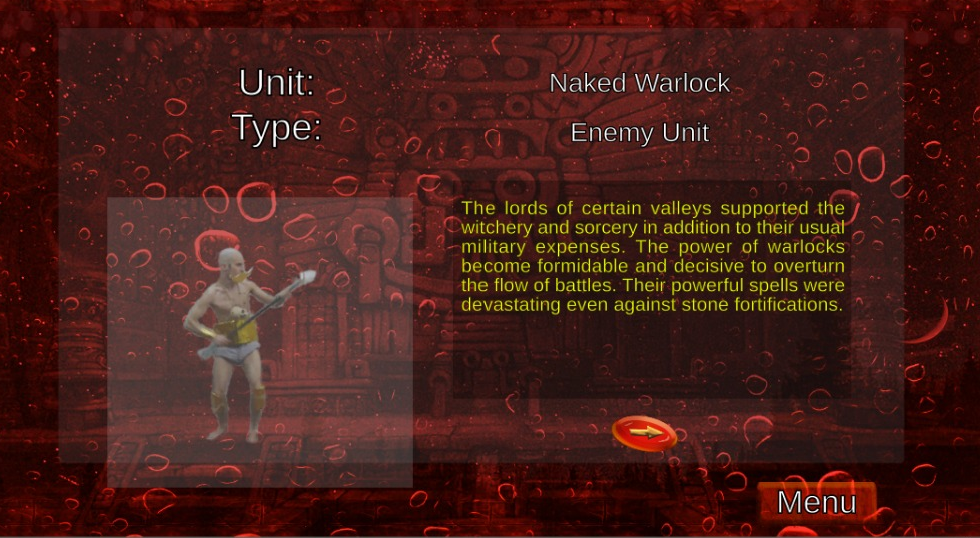 Unit:
Naked Warlock
Type:
Enemy Unit
The lords of certain valleys supported the
witchery and sorcery in addition to their usual
military expenses. The power of warlocks
become formidable and decisive to overturn
the flow of battles. Their powerful spells were
devastating even against stone fortifications.
Menu